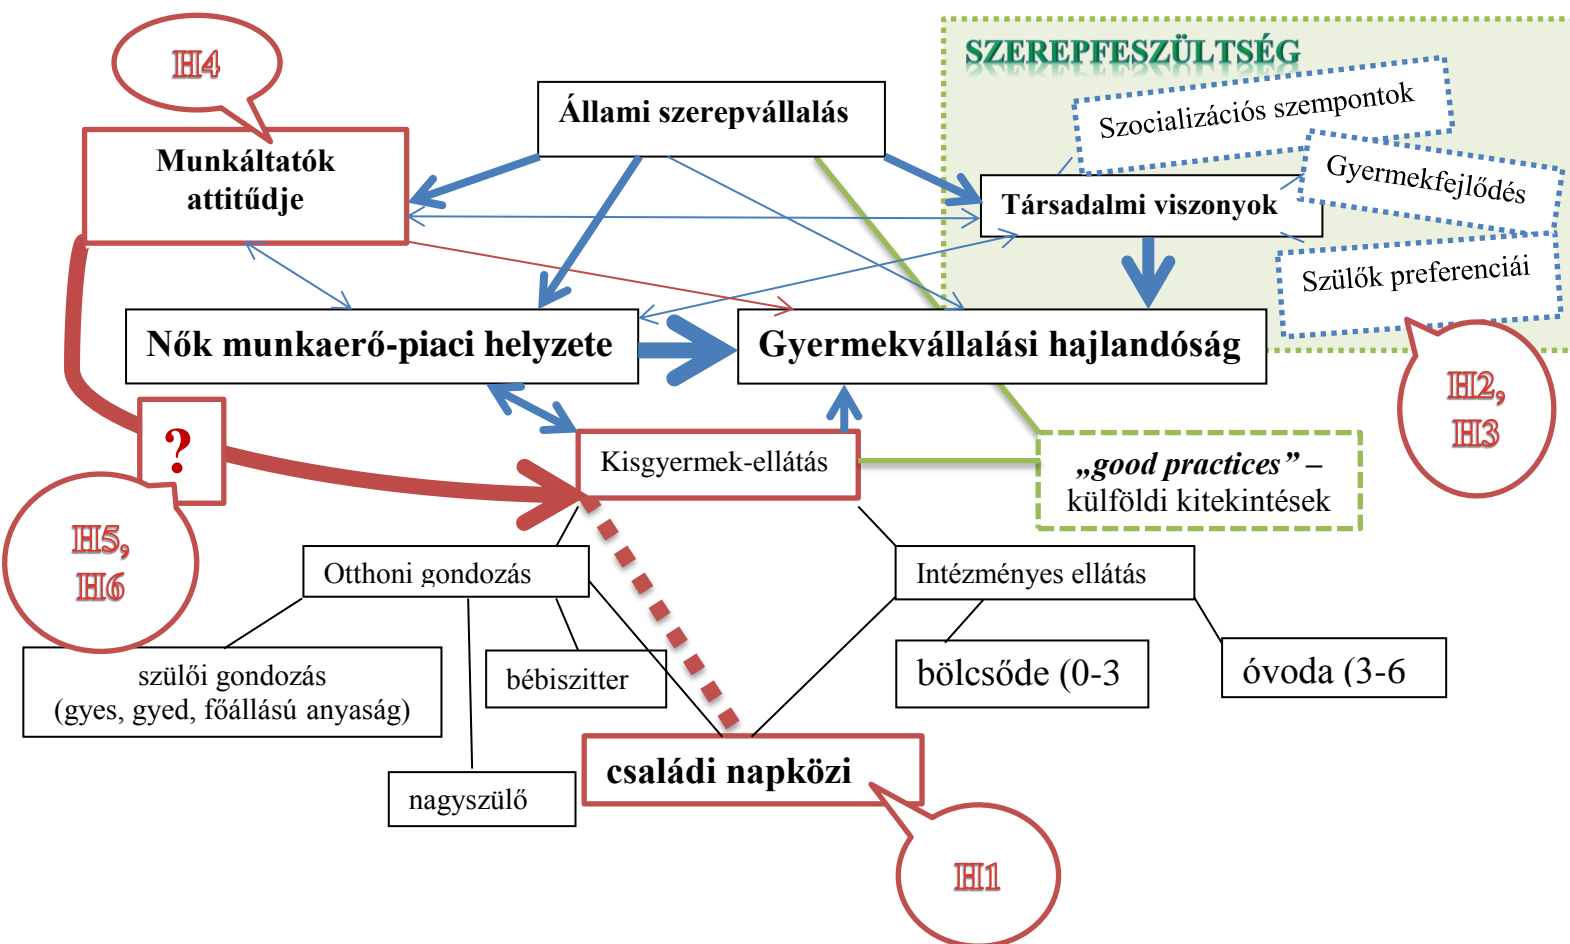 H4
SZEREPFESZÜLTSÉG
Állami szerepvállalás
Szocializációs szempontok
Munkáltatók
attitűdje
Gyermekfejlődés
Társadalmi viszonyok
Szülők preferenciái
Nők munkaerő-piaci helyzete
Gyermekvállalási hajlandóság
H2,
H3
?
Kisgyermek-ellátás
„good practices” –
külföldi kitekintések
H5,
H6
Otthoni gondozás
Intézményes ellátás
szülői gondozás
(gyes, gyed, főállású anyaság)
bébiszitter
bölcsőde (0-3
óvoda (3-6
családi napközi
nagyszülő
H1